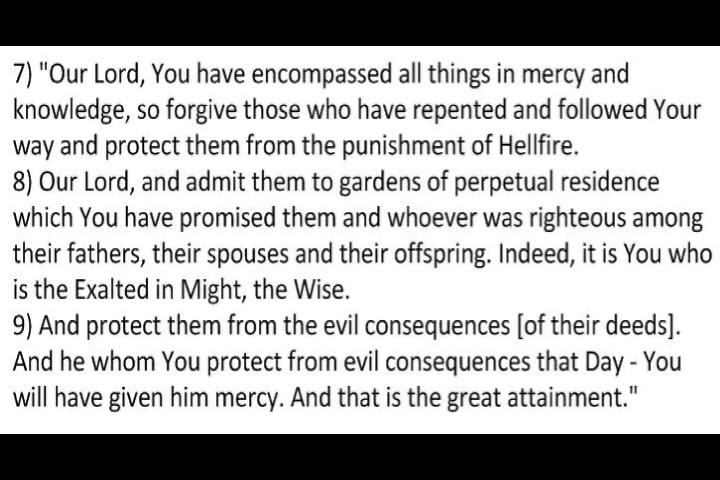 7) "Our Lord, You have encompassed all things in mercy and
knowledge, so forgive those who have repented and followed Your
way and protect them from the punishment of Hellfire.
8) Our Lord, and admit them to gardens of perpetual residence
which You have promised them and whoever was righteous among
their fathers, their spouses and their offspring. Indeed, it is You who
is the Exalted in Might, the Wise.
9) And protect them from the evil consequences [of their deeds].
And he whom You protect from evil consequences that Day - You
will have given him mercy. And that is the great attainment."